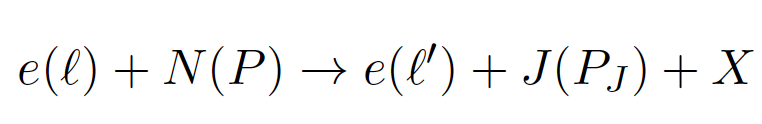 e(ℓ) + N(P) → e(ℓ′) + J(P_J) + X